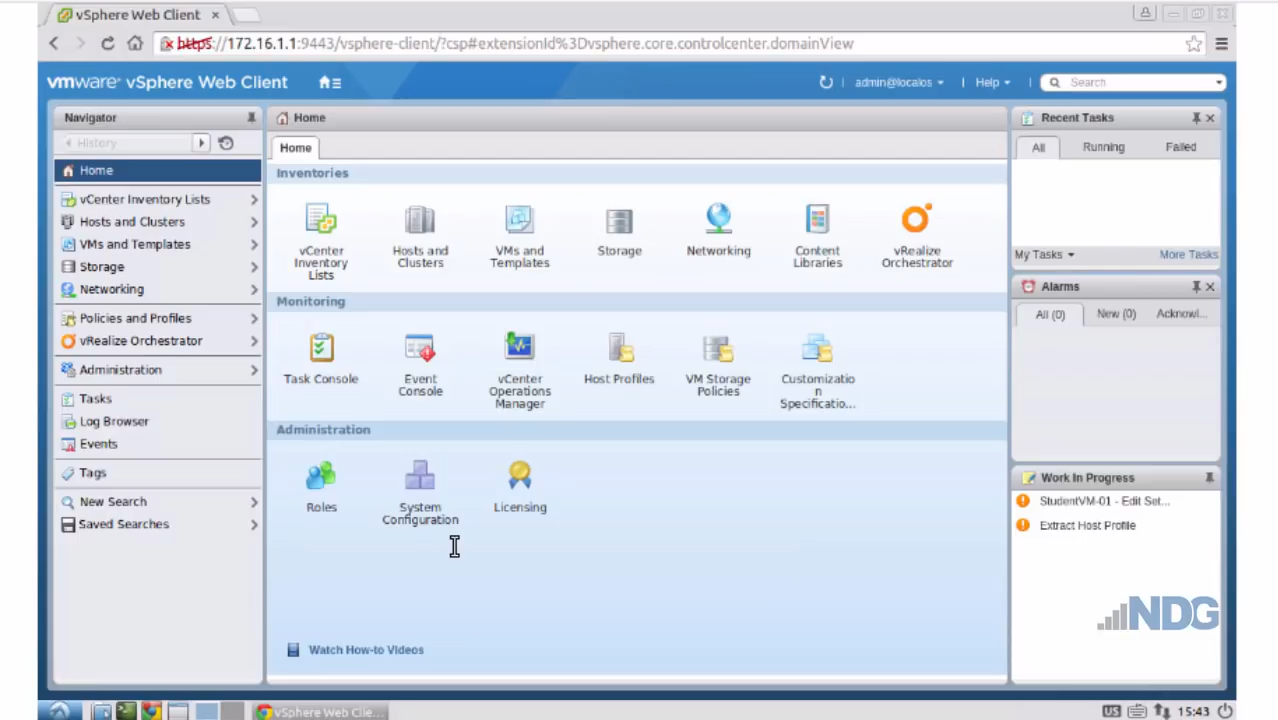 vSphere Web Client
https://172.16.1.1:9443/vsphere-client/?csp#extensionId%3Dvsphere.core.controlcenter.domainView
vmware® vSphere Web Client
admin@localos
Help
Search
Navigator
History
Home
vCenter Inventory Lists
Hosts and Clusters
VMs and Templates
Storage
Networking
Policies and Profiles
vRealize Orchestrator
Administration
Tasks
Log Browser
Events
Tags
New Search
Saved Searches
Home
Home
Inventories
vCenter
Inventory
Lists
Hosts and
Clusters
VMs and
Templates
Storage
Networking
Content
Libraries
vRealize
Orchestrator
Monitoring
Task Console
Event
Console
vCenter
Operations
Manager
Host Profiles
VM Storage
Policies
Customizatio
n
Specificatio...
Administration
Roles
System
Configuration
Licensing
Watch How-to Videos
Recent Tasks
All
Running
Failed
My Tasks
More Tasks
Alarms
All (0)
New (0)
Acknowl...
Work In Progress
StudentVM-01 - Edit Set...
Extract Host Profile
NDG
vSphere Web Clie...
US
15:43